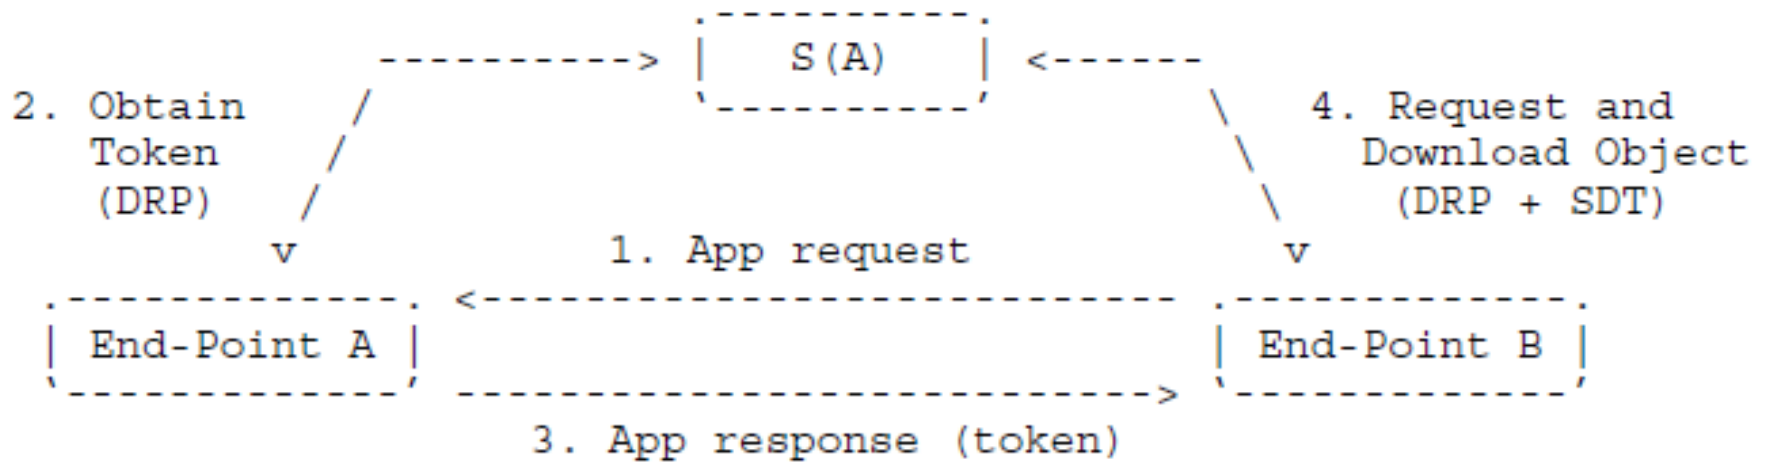 S(A)
2. Obtain
Token
(DRP)
4. Request and
Download Object
(DRP + SDT)
1. App request
End-Point A
End-Point B
3. App response (token)